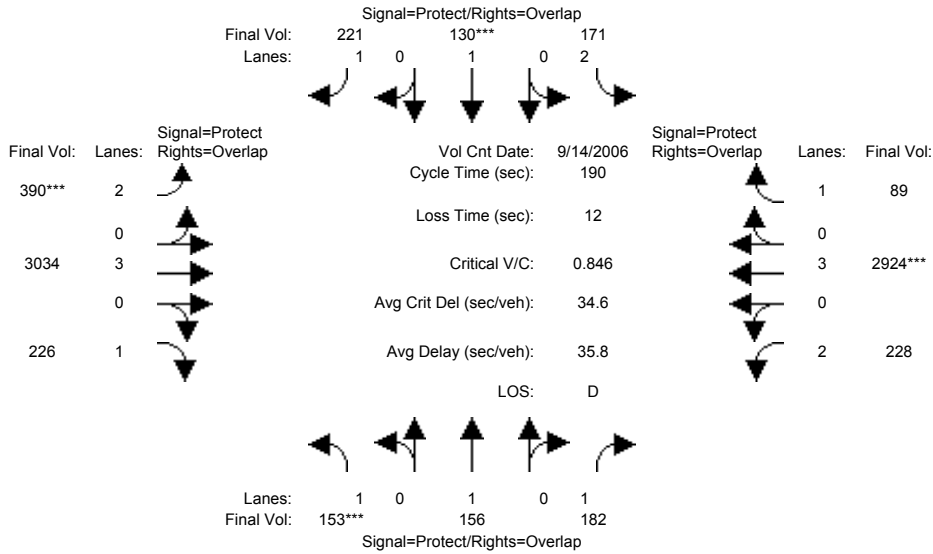 Signal=Protect/Rights=Overlap
Final Vol: 221 130*** 171
Lanes: 1 0 1 0 2
Signal=Protect
Final Vol: Lanes: Rights=Overlap
Vol Cnt Date: 9/14/2006
Signal=Protect
Rights=Overlap Lanes: Final Vol:
Cycle Time (sec): 190
390*** 2
1 89
Loss Time (sec): 12
0
0
3034 3
Critical V/C: 0.846
3 2924***
0
Avg Crit Del (sec/veh): 34.6
0
226 1
Avg Delay (sec/veh): 35.8
2 228
LOS: D
Lanes: 1 0 1 0 1
Final Vol: 153*** 156 182
Signal=Protect/Rights=Overlap